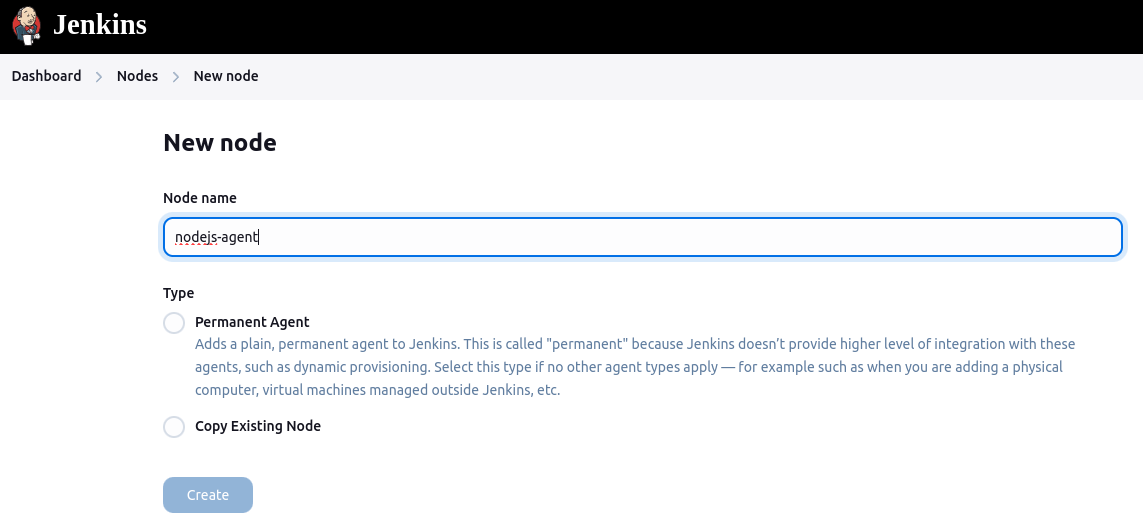 Jenkins
Dashboard > Nodes > New node
New node
Node name
nodejs-agent
Type
Permanent Agent
Adds a plain, permanent agent to Jenkins. This is called "permanent" because Jenkins doesn’t provide higher level of integration with these
agents, such as dynamic provisioning. Select this type if no other agent types apply — for example such as when you are adding a physical
computer, virtual machines managed outside Jenkins, etc.
Copy Existing Node
Create